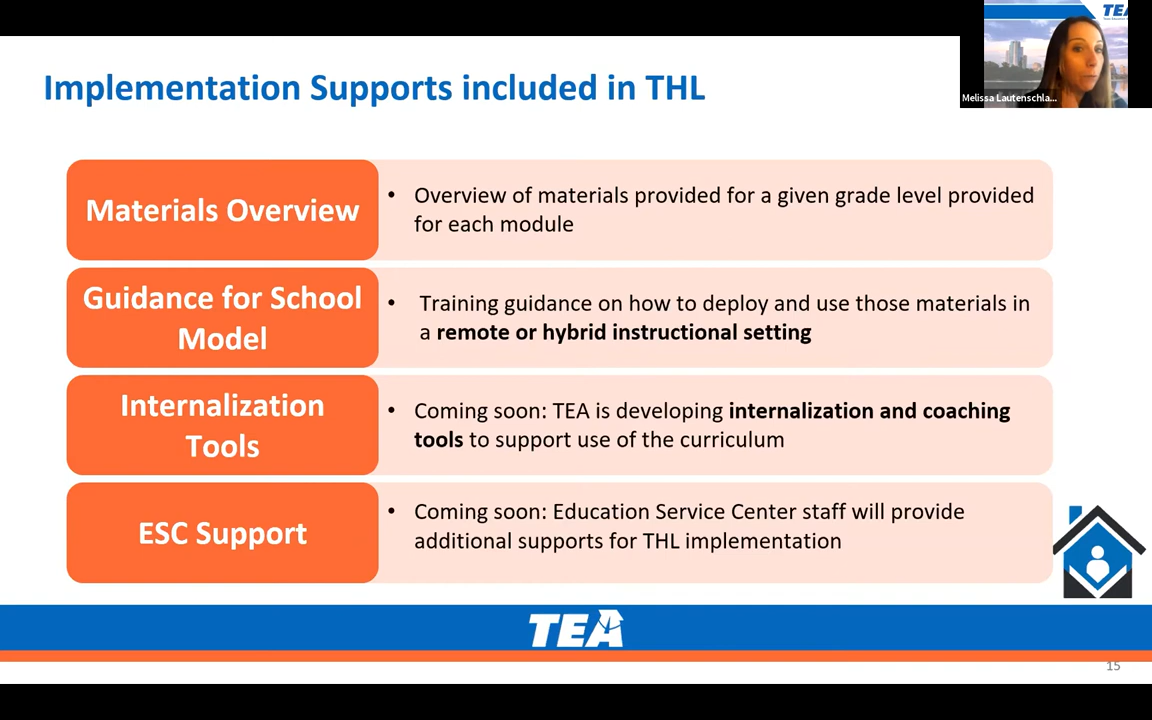 Implementation Supports included in THL
TEA
Melissa Lautenschla...
Materials Overview
• Overview of materials provided for a given grade level provided
for each module
Guidance for School
Model
• Training guidance on how to deploy and use those materials in
a remote or hybrid instructional setting
Internalization
Tools
• Coming soon: TEA is developing internalization and coaching
tools to support use of the curriculum
ESC Support
• Coming soon: Education Service Center staff will provide
additional supports for THL implementation
TEA
15